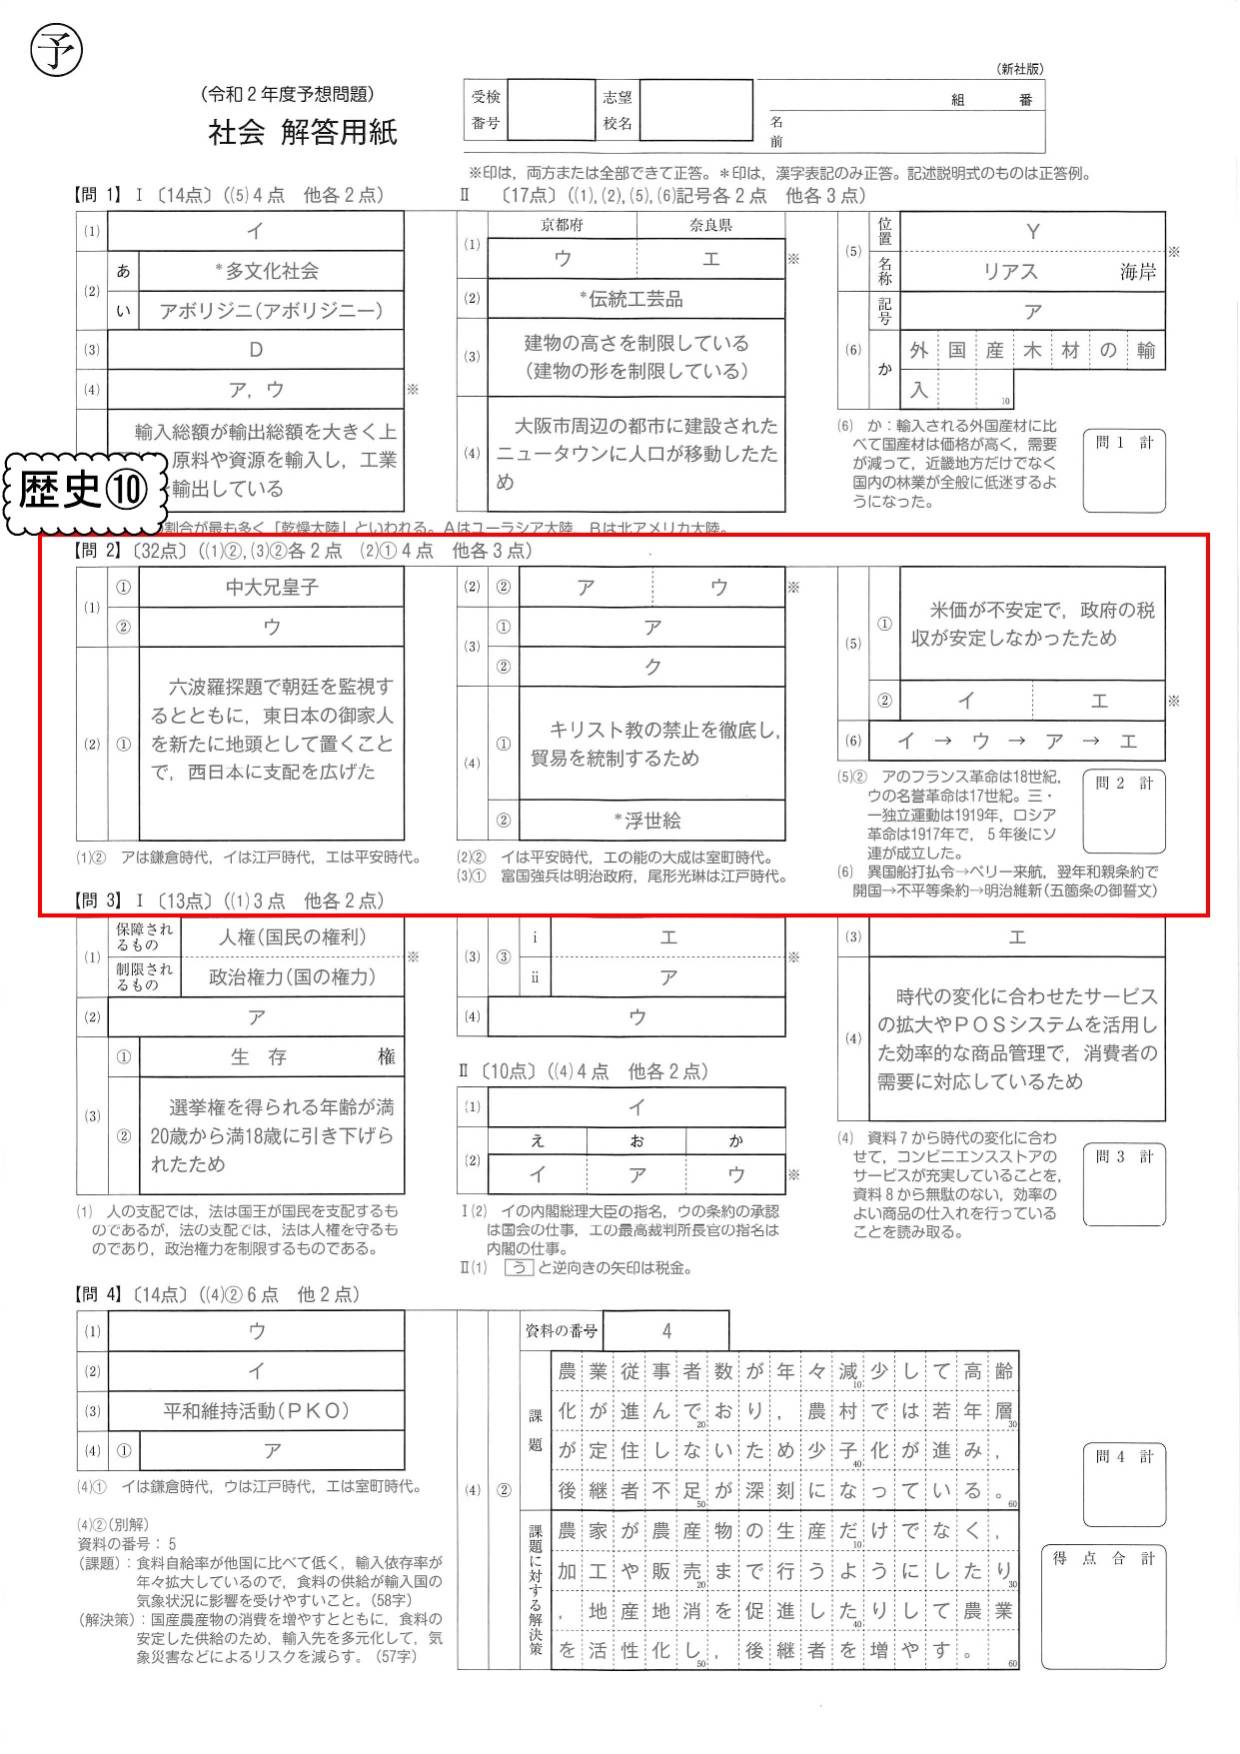 予
(新社版)
(令和2年度予想問題)
社会 解答用紙
受検番号
志望校名
組 番
名前
※印は，両方または全部できて正答。＊印は，漢字表記のみ正答。記述説明式のものは正答例。
【問 1】 Ⅰ 〔14点〕((5)4点 他各2点)
(1) イ
(2) あ *多文化社会
い アボリジニ(アボリジニー)
(3) D
(4) ア，ウ ※
輸入総額が輸出総額を大きく上
原料や資源を輸入し，工業
輸出している
歴史⑩
割合が最も多く「乾燥大陸」といわれる。Aはユーラシア大陸，Bは北アメリカ大陸。
Ⅱ 〔17点〕((1),(2),(5),(6)記号各2点 他各3点)
京都府 奈良県
(1) ウ エ ※
(2) *伝統工芸品
(3) 建物の高さを制限している
(建物の形を制限している)
(4) 大阪市周辺の都市に建設された
ニュータウンに人口が移動したた
め
(5) 位置 Y
名称 リアス 海岸 ※
(6) 記号 ア
か 外国産木材の輸
入 10
(6) か：輸入される外国産材に比
べて国産材は価格が高く，需要
が減って，近畿地方だけでなく
国内の林業が全般に低迷するよ
うになった。
問1 計
【問 2】〔32点〕((1)②,(3)②各2点 (2)①4点 他各3点)
(1) ① 中大兄皇子
② ウ
(2) ① 六波羅探題で朝廷を監視す
るとともに，東日本の御家人
を新たに地頭として置くこと
で，西日本に支配を広げた
(1)② アは鎌倉時代，イは江戸時代，エは平安時代。
(2) ② ア ウ ※
(3) ① ア
② ク
(4) ① キリスト教の禁止を徹底し，
貿易を統制するため
② *浮世絵
(2)② イは平安時代，エの能の大成は室町時代。
(3)① 富国強兵は明治政府，尾形光琳は江戸時代。
(5) ① 米価が不安定で，政府の税
収が安定しなかったため
② イ エ ※
(6) イ → ウ → ア → エ
(5)② アのフランス革命は18世紀，
ウの名誉革命は17世紀。三・
一独立運動は1919年，ロシア
革命は1917年で，5年後にソ
連が成立した。
(6) 異国船打払令→ペリー来航，翌年和親条約で
開国→不平等条約→明治維新(五箇条の御誓文)
問2 計
【問 3】 Ⅰ 〔13点〕((1)3点 他各2点)
(1) 保障されるもの 人権(国民の権利)
制限されるもの 政治権力(国の権力) ※
(2) ア
(3) ① 生 存 権
② 選挙権を得られる年齢が満
20歳から満18歳に引き下げら
れたため
(1) 人の支配では，法は国王が国民を支配するも
のであるが，法の支配では，法は人権を守るも
のであり，政治権力を制限するものである。
(3) ③ ⅰ エ
ⅱ ア ※
(4) ウ
Ⅱ 〔10点〕((4)4点 他各2点)
(1) イ
え お か
(2) イ ア ウ ※
Ⅰ(2) イの内閣総理大臣の指名，ウの条約の承認
は国会の仕事，エの最高裁判所長官の指名は
内閣の仕事。
Ⅱ(1) うと逆向きの矢印は税金。
(3) エ
(4) 時代の変化に合わせたサービス
の拡大やPOSシステムを活用し
た効率的な商品管理で，消費者の
需要に対応しているため
(4) 資料7から時代の変化に合わ
せて，コンビニエンスストアの
サービスが充実していることを，
資料8から無駄のない，効率の
よい商品の仕入れを行っている
ことを読み取る。
問3 計
【問 4】〔14点〕((4)②6点 他2点)
(1) ウ
(2) イ
(3) 平和維持活動(PKO)
(4) ① ア
(4)① イは鎌倉時代，ウは江戸時代，エは室町時代。
(4)②(別解)
資料の番号：5
(課題)：食料自給率が他国に比べて低く，輸入依存率が
年々拡大しているので，食料の供給が輸入国の
気象状況に影響を受けやすいこと。(58字)
(解決策)：国産農産物の消費を増やすとともに，食料の
安定した供給のため，輸入先を多元化して，気
象災害などによるリスクを減らす。(57字)
(4) ② 資料の番号 4
課題
農業従事者数が年々減少して高齢
化が進んでおり，農村では若年層
が定住しないため少子化が進み，
後継者不足が深刻になっている。
課題に対する解決策
農家が農産物の生産だけでなく，
加工や販売まで行うようにしたり
，地産地消を促進したりして農業
を活性化し，後継者を増やす。
問4 計
得点合計